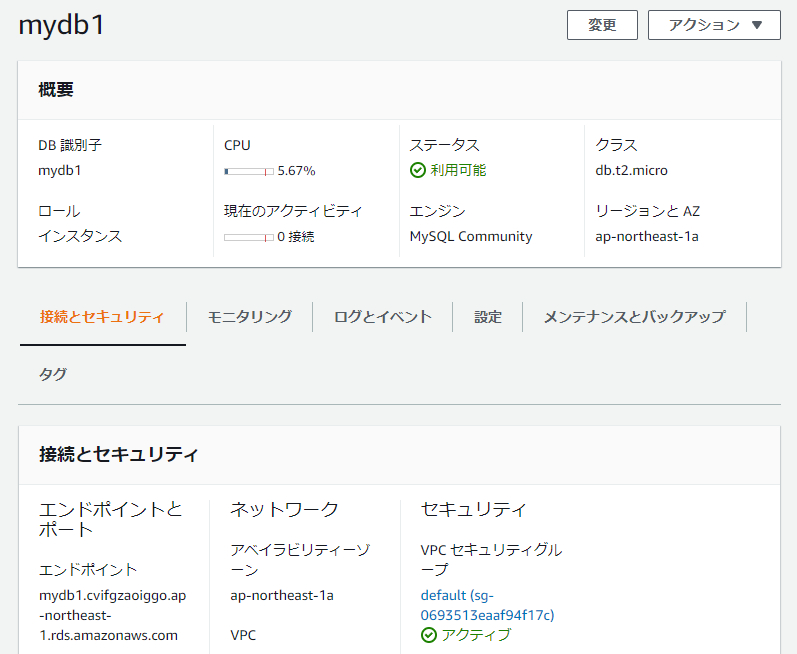 mydb1
変更
アクション ▼
概要
DB 識別子
mydb1
CPU
5.67%
ステータス
利用可能
クラス
db.t2.micro
ロール
インスタンス
現在のアクティビティ
0 接続
エンジン
MySQL Community
リージョンと AZ
ap-northeast-1a
接続とセキュリティ
モニタリング
ログとイベント
設定
メンテナンスとバックアップ
タグ
接続とセキュリティ
エンドポイントと
ポート
エンドポイント
mydb1.cvifgzaoiggo.ap
-northeast-
1.rds.amazonaws.com
ネットワーク
アベイラビリティーゾ
ーン
ap-northeast-1a
VPC
セキュリティ
VPC セキュリティグル
ープ
default (sg-
0693513eaaf94f17c)
アクティブ